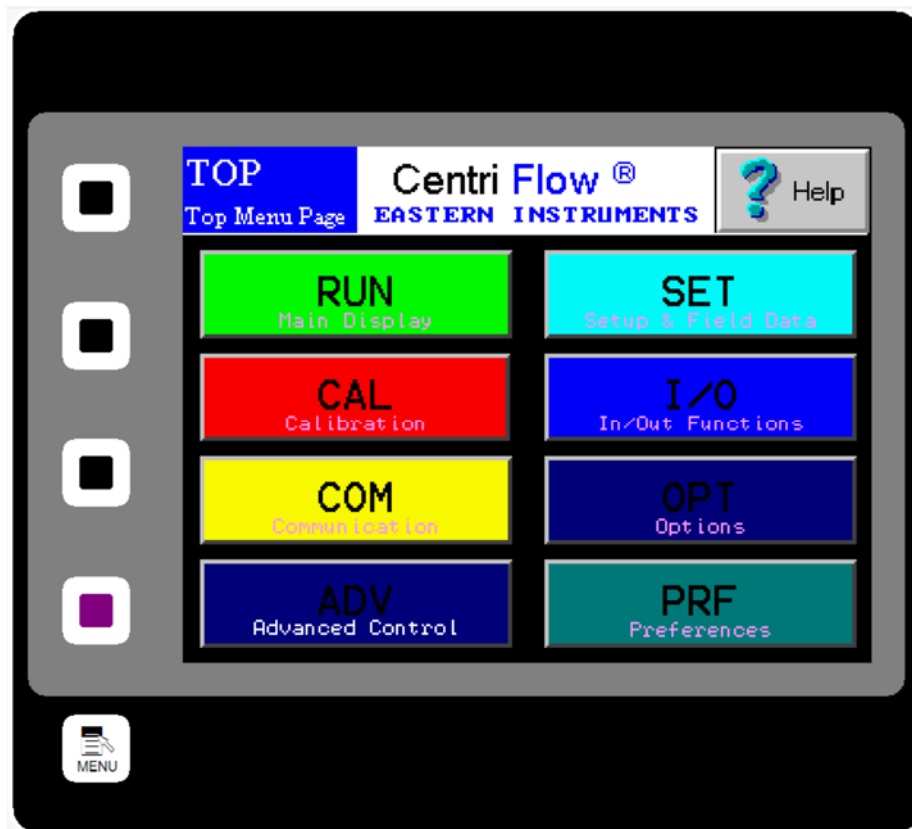 TOP
Top Menu Page
Centri Flow ®
EASTERN INSTRUMENTS
Help
RUN
Main Display
SET
Setup & Field Data
CAL
Calibration
I/O
In/Out Functions
COM
Communication
OPT
Options
ADV
Advanced Control
PRF
Preferences
MENU